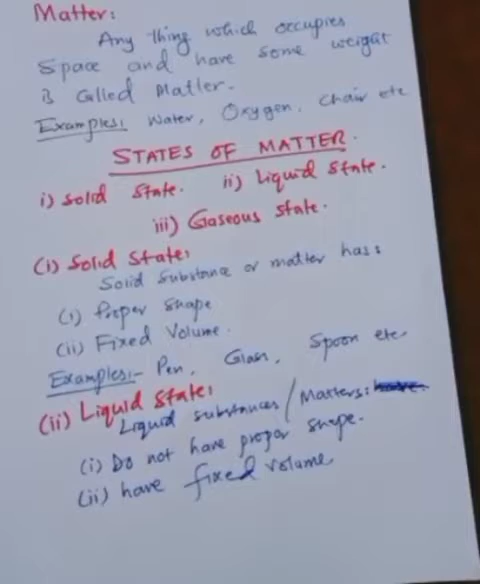 Matter:
Any thing which occupies
Space and have some weight
is Called Matter.
Examples: Water, Oxygen, Chair etc
STATES OF MATTER.
i) Solid State. ii) Liquid State.
iii) Gaseous State.
(i) Solid State:
Solid Substance or matter has:
(i) Proper Shape
(ii) Fixed Volume.
Examples:- Pen, Glass, Spoon etc
(ii) Liquid State:
Liquid substances / Matters:
(i) Do not have proper shape.
(ii) have fixed volume